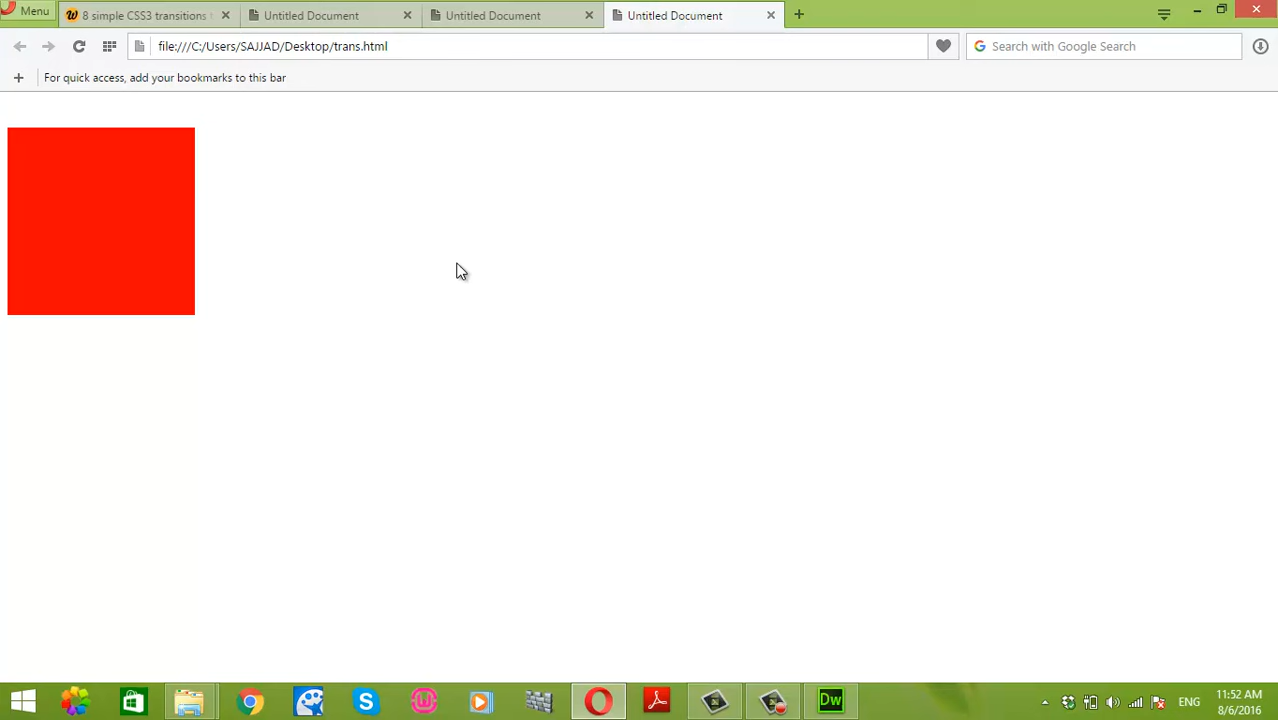 Menu
8 simple CSS3 transitions
Untitled Document
Untitled Document
Untitled Document
file:///C:/Users/SAJJAD/Desktop/trans.html
Search with Google Search
For quick access, add your bookmarks to this bar
Dw
ENG
11:52 AM
8/6/2016